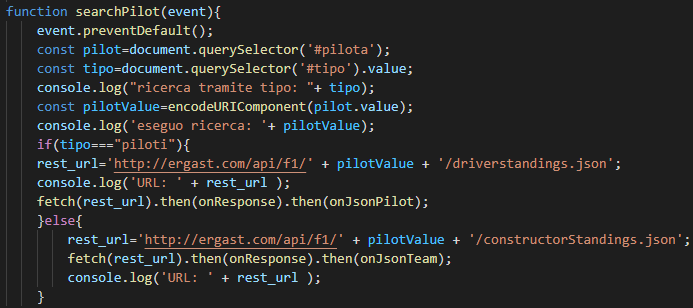 function searchPilot(event){
event.preventDefault();
const pilot=document.querySelector('#pilota');
const tipo=document.querySelector('#tipo').value;
console.log("ricerca tramite tipo: "+ tipo);
const pilotValue=encodeURIComponent(pilot.value);
console.log('eseguo ricerca: '+ pilotValue);
if(tipo==="piloti"){
rest_url='http://ergast.com/api/f1/' + pilotValue + '/driverstandings.json';
console.log('URL: ' + rest_url );
fetch(rest_url).then(onResponse).then(onJsonPilot);
}else{
rest_url='http://ergast.com/api/f1/' + pilotValue + '/constructorStandings.json';
fetch(rest_url).then(onResponse).then(onJsonTeam);
console.log('URL: ' + rest_url );
}